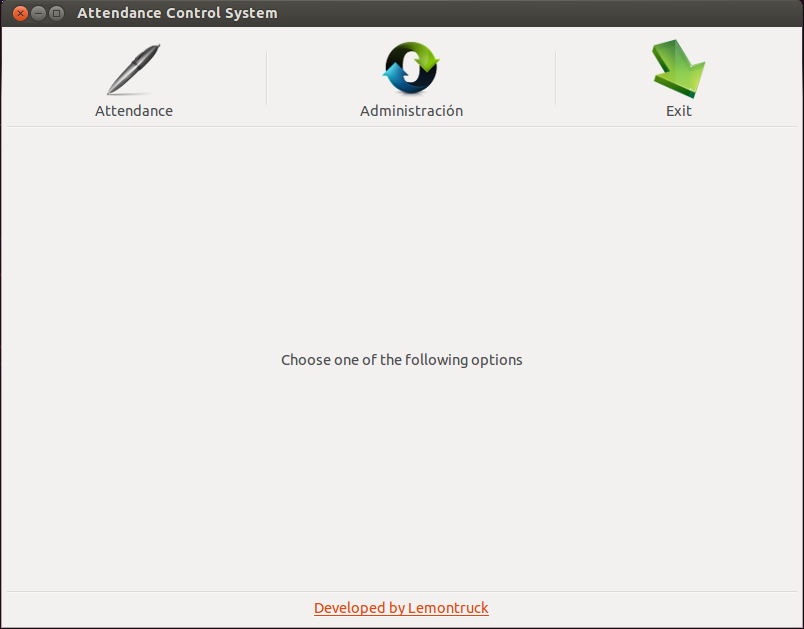 Attendance Control System
Attendance
Administración
Exit
Choose one of the following options
Developed by Lemontruck